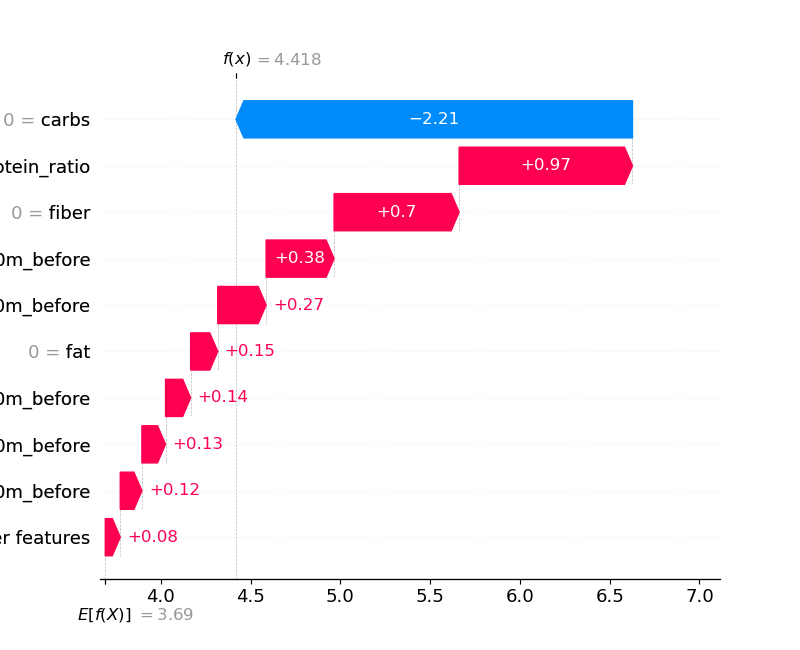 f(x) = 4.418
0 = carbs −2.21
otein_ratio +0.97
0 = fiber +0.7
0m_before +0.38
0m_before +0.27
0 = fat +0.15
0m_before +0.14
0m_before +0.13
0m_before +0.12
er features +0.08
4.0 4.5 5.0 5.5 6.0 6.5 7.0
E[f(X)] = 3.69